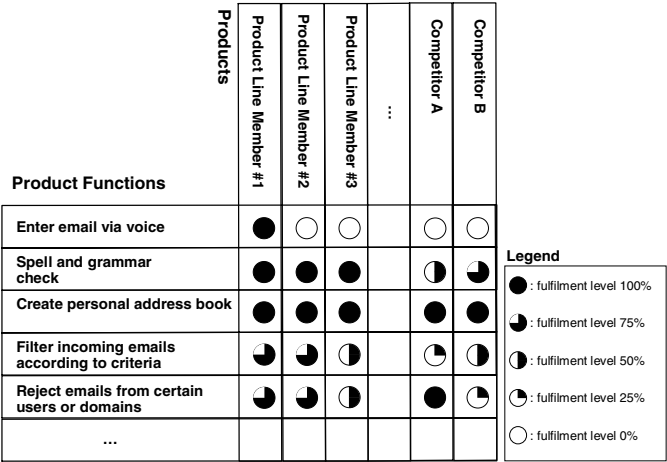 Products
Product Line Member #1
Product Line Member #2
Product Line Member #3
...
Competitor A
Competitor B
Product Functions
Enter email via voice
Spell and grammar
check
Create personal address book
Filter incoming emails
according to criteria
Reject emails from certain
users or domains
...
Legend
: fulfilment level 100%
: fulfilment level 75%
: fulfilment level 50%
: fulfilment level 25%
: fulfilment level 0%